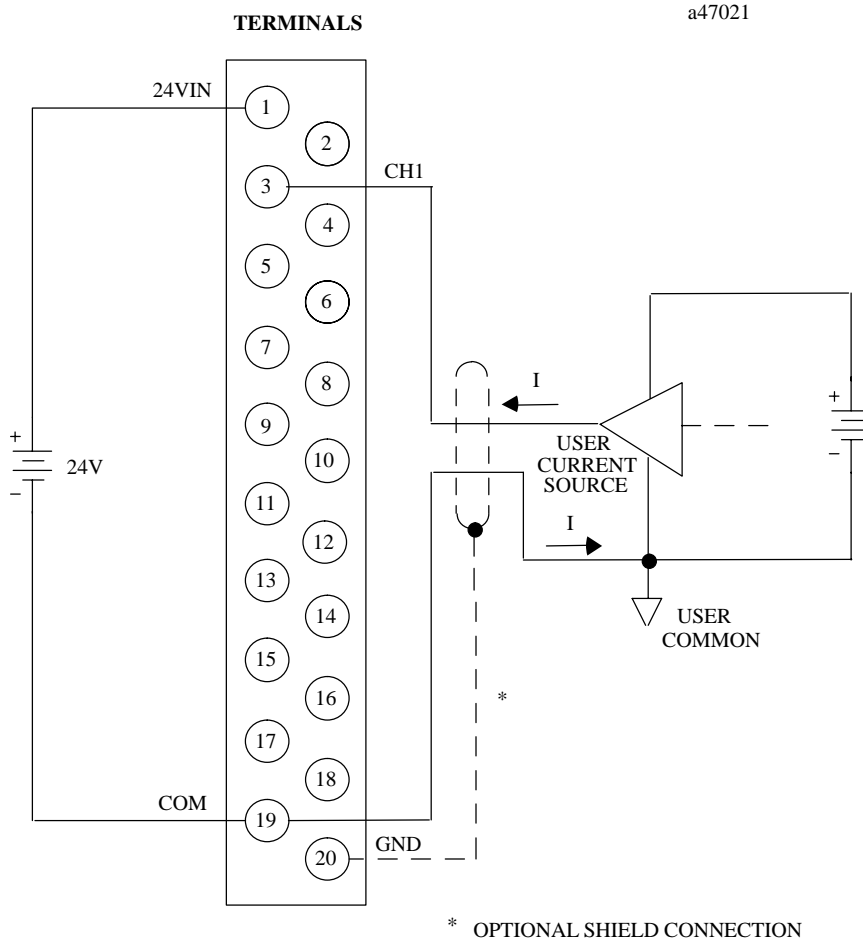 a47021
TERMINALS
24VIN
1
2
3
CH1
4
5
6
7
8
I
+
9
USER
CURRENT
SOURCE
+
−
+
24V
−
10
11
I
12
13
14
USER
COMMON
15
16
*
17
18
COM
19
GND
20
* OPTIONAL SHIELD CONNECTION